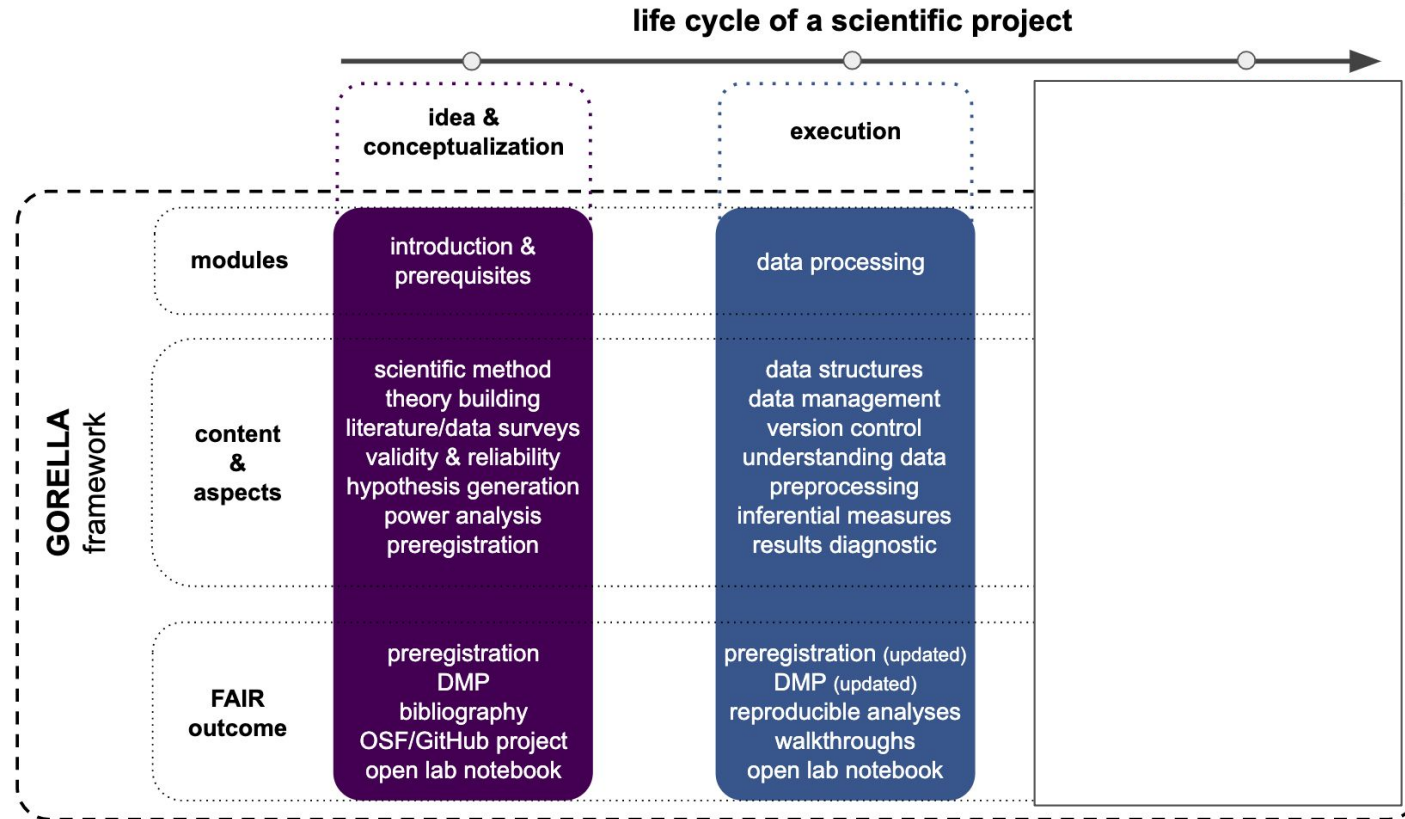 life cycle of a scientific project
idea &
conceptualization
execution
modules
introduction &
prerequisites
data processing
GORELLA
framework
content
&
aspects
scientific method
theory building
literature/data surveys
validity & reliability
hypothesis generation
power analysis
preregistration
data structures
data management
version control
understanding data
preprocessing
inferential measures
results diagnostic
FAIR
outcome
preregistration
DMP
bibliography
OSF/GitHub project
open lab notebook
preregistration (updated)
DMP (updated)
reproducible analyses
walkthroughs
open lab notebook